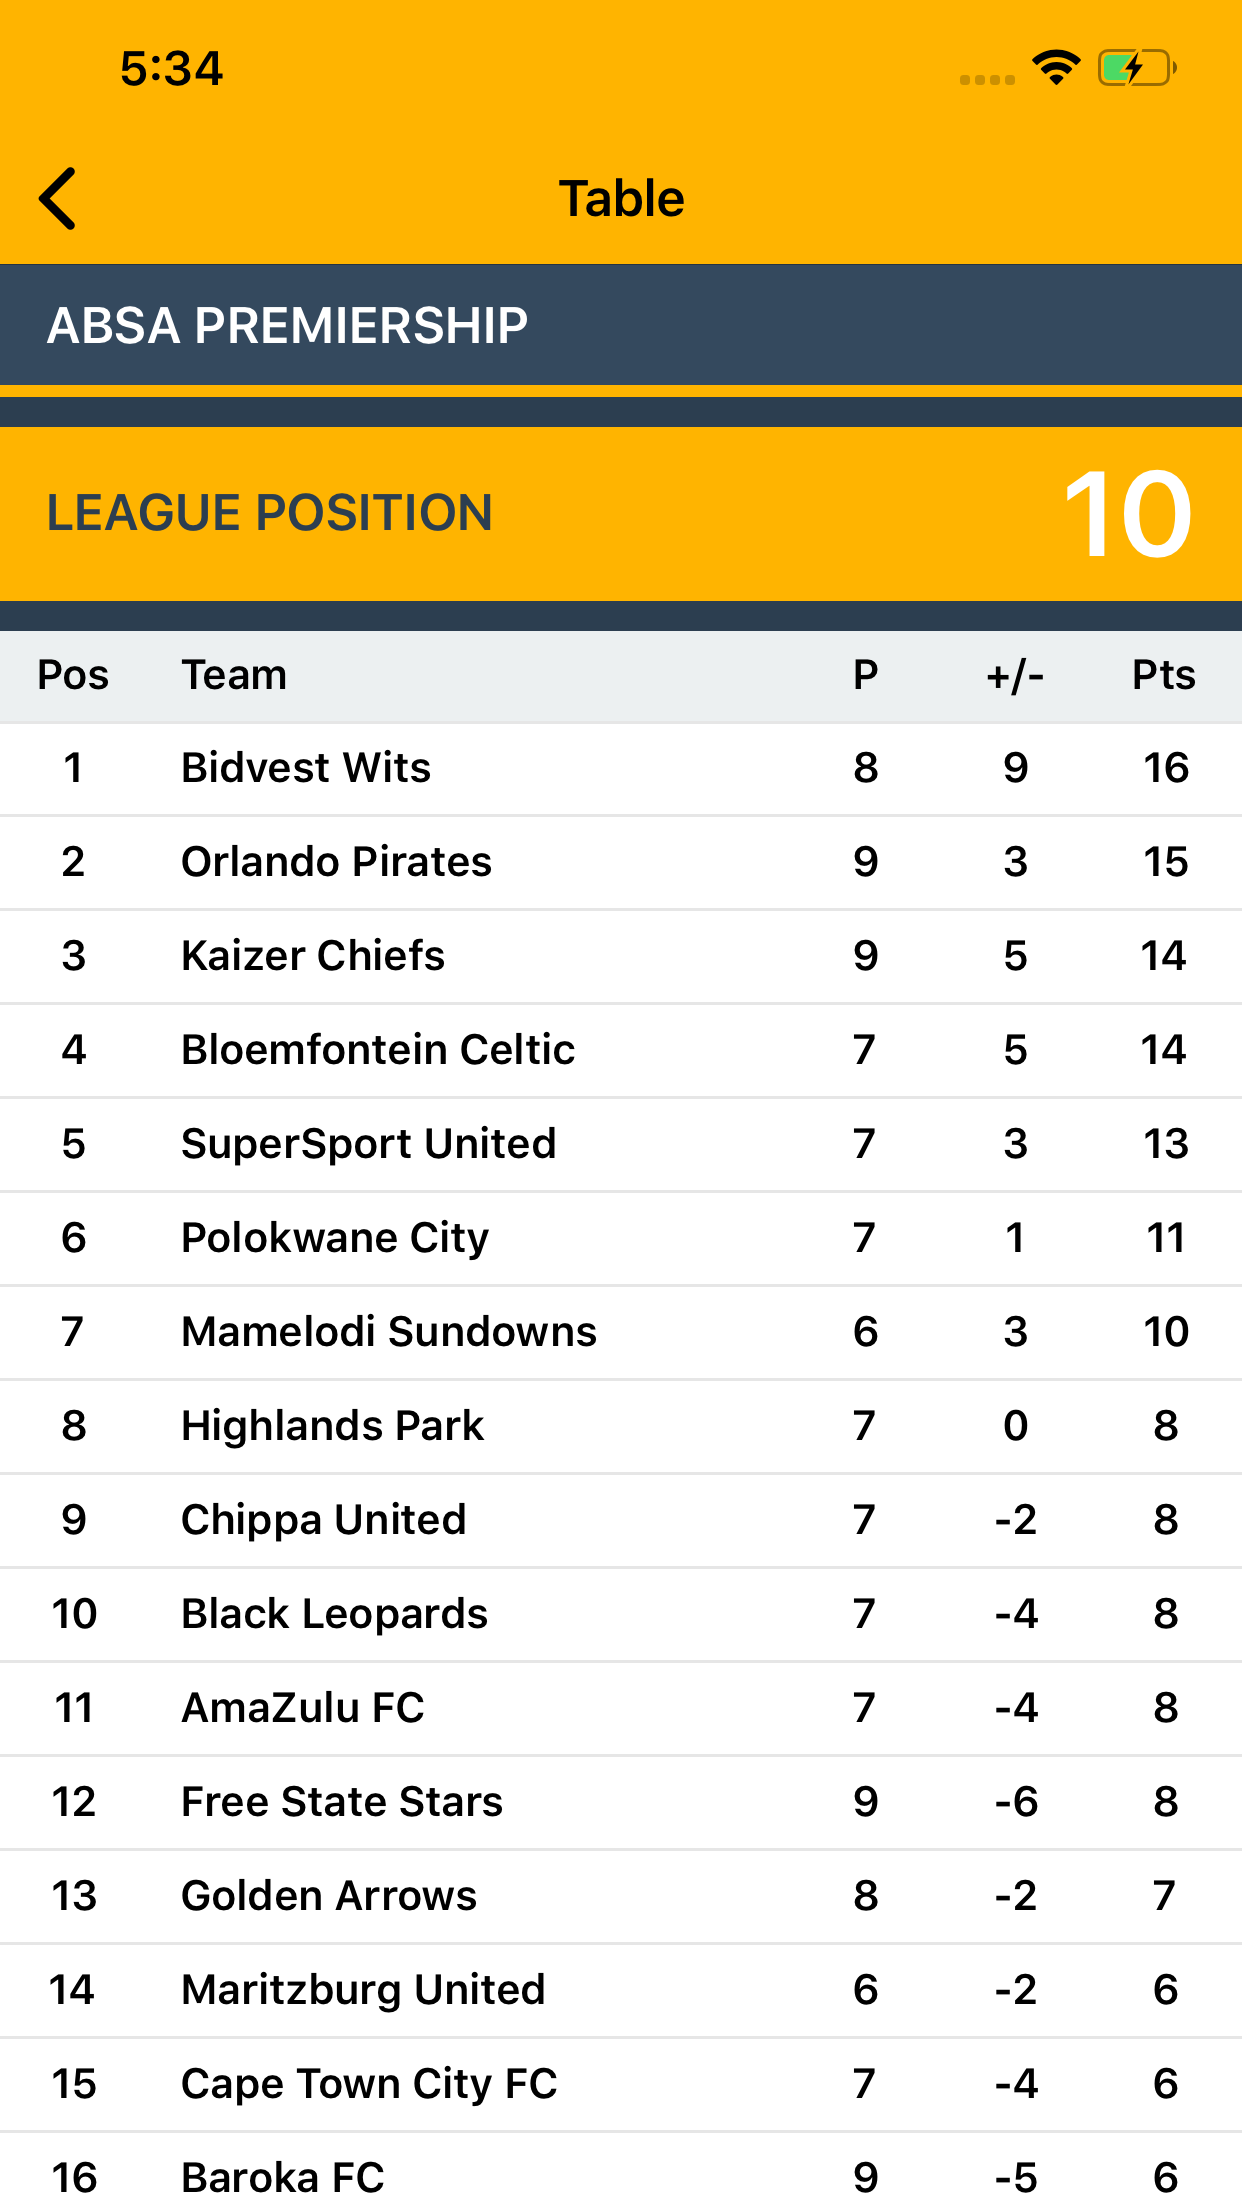 5:34
Table
ABSA PREMIERSHIP
LEAGUE POSITION 10
Pos Team P +/- Pts
1 Bidvest Wits 8 9 16
2 Orlando Pirates 9 3 15
3 Kaizer Chiefs 9 5 14
4 Bloemfontein Celtic 7 5 14
5 SuperSport United 7 3 13
6 Polokwane City 7 1 11
7 Mamelodi Sundowns 6 3 10
8 Highlands Park 7 0 8
9 Chippa United 7 -2 8
10 Black Leopards 7 -4 8
11 AmaZulu FC 7 -4 8
12 Free State Stars 9 -6 8
13 Golden Arrows 8 -2 7
14 Maritzburg United 6 -2 6
15 Cape Town City FC 7 -4 6
16 Baroka FC 9 -5 6